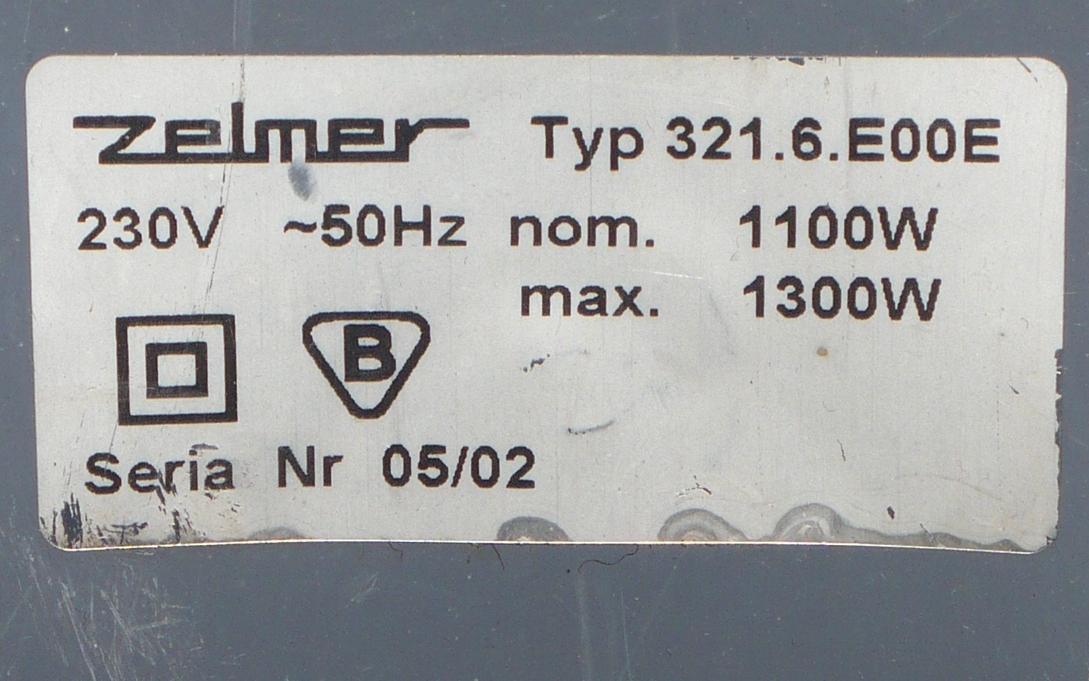 zelmer Typ 321.6.E00E
230V ~50Hz nom. 1100W
max. 1300W
B
Seria Nr 05/02